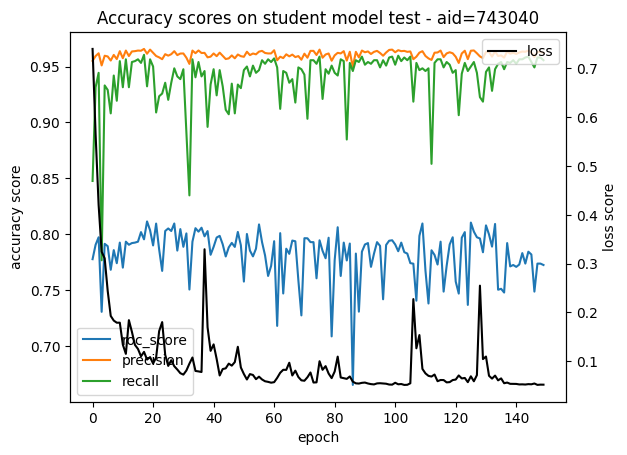 Accuracy scores on student model test - aid=743040
loss
accuracy score
loss score
0.95
0.90
0.85
0.80
0.75
0.70
0.7
0.6
0.5
0.4
0.3
0.2
0.1
roc_score
precision
recall
0
20
40
60
80
100
120
140
epoch